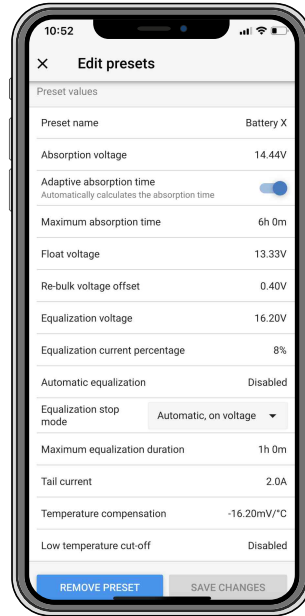 10:52
× Edit presets
Preset values
Preset name Battery X
Absorption voltage 14.44V
Adaptive absorption time
Automatically calculates the absorption time
Maximum absorption time 6h 0m
Float voltage 13.33V
Re-bulk voltage offset 0.40V
Equalization voltage 16.20V
Equalization current percentage 8%
Automatic equalization Disabled
Equalization stop
mode Automatic, on voltage
Maximum equalization duration 1h 0m
Tail current 2.0A
Temperature compensation -16.20mV/°C
Low temperature cut-off Disabled
REMOVE PRESET SAVE CHANGES